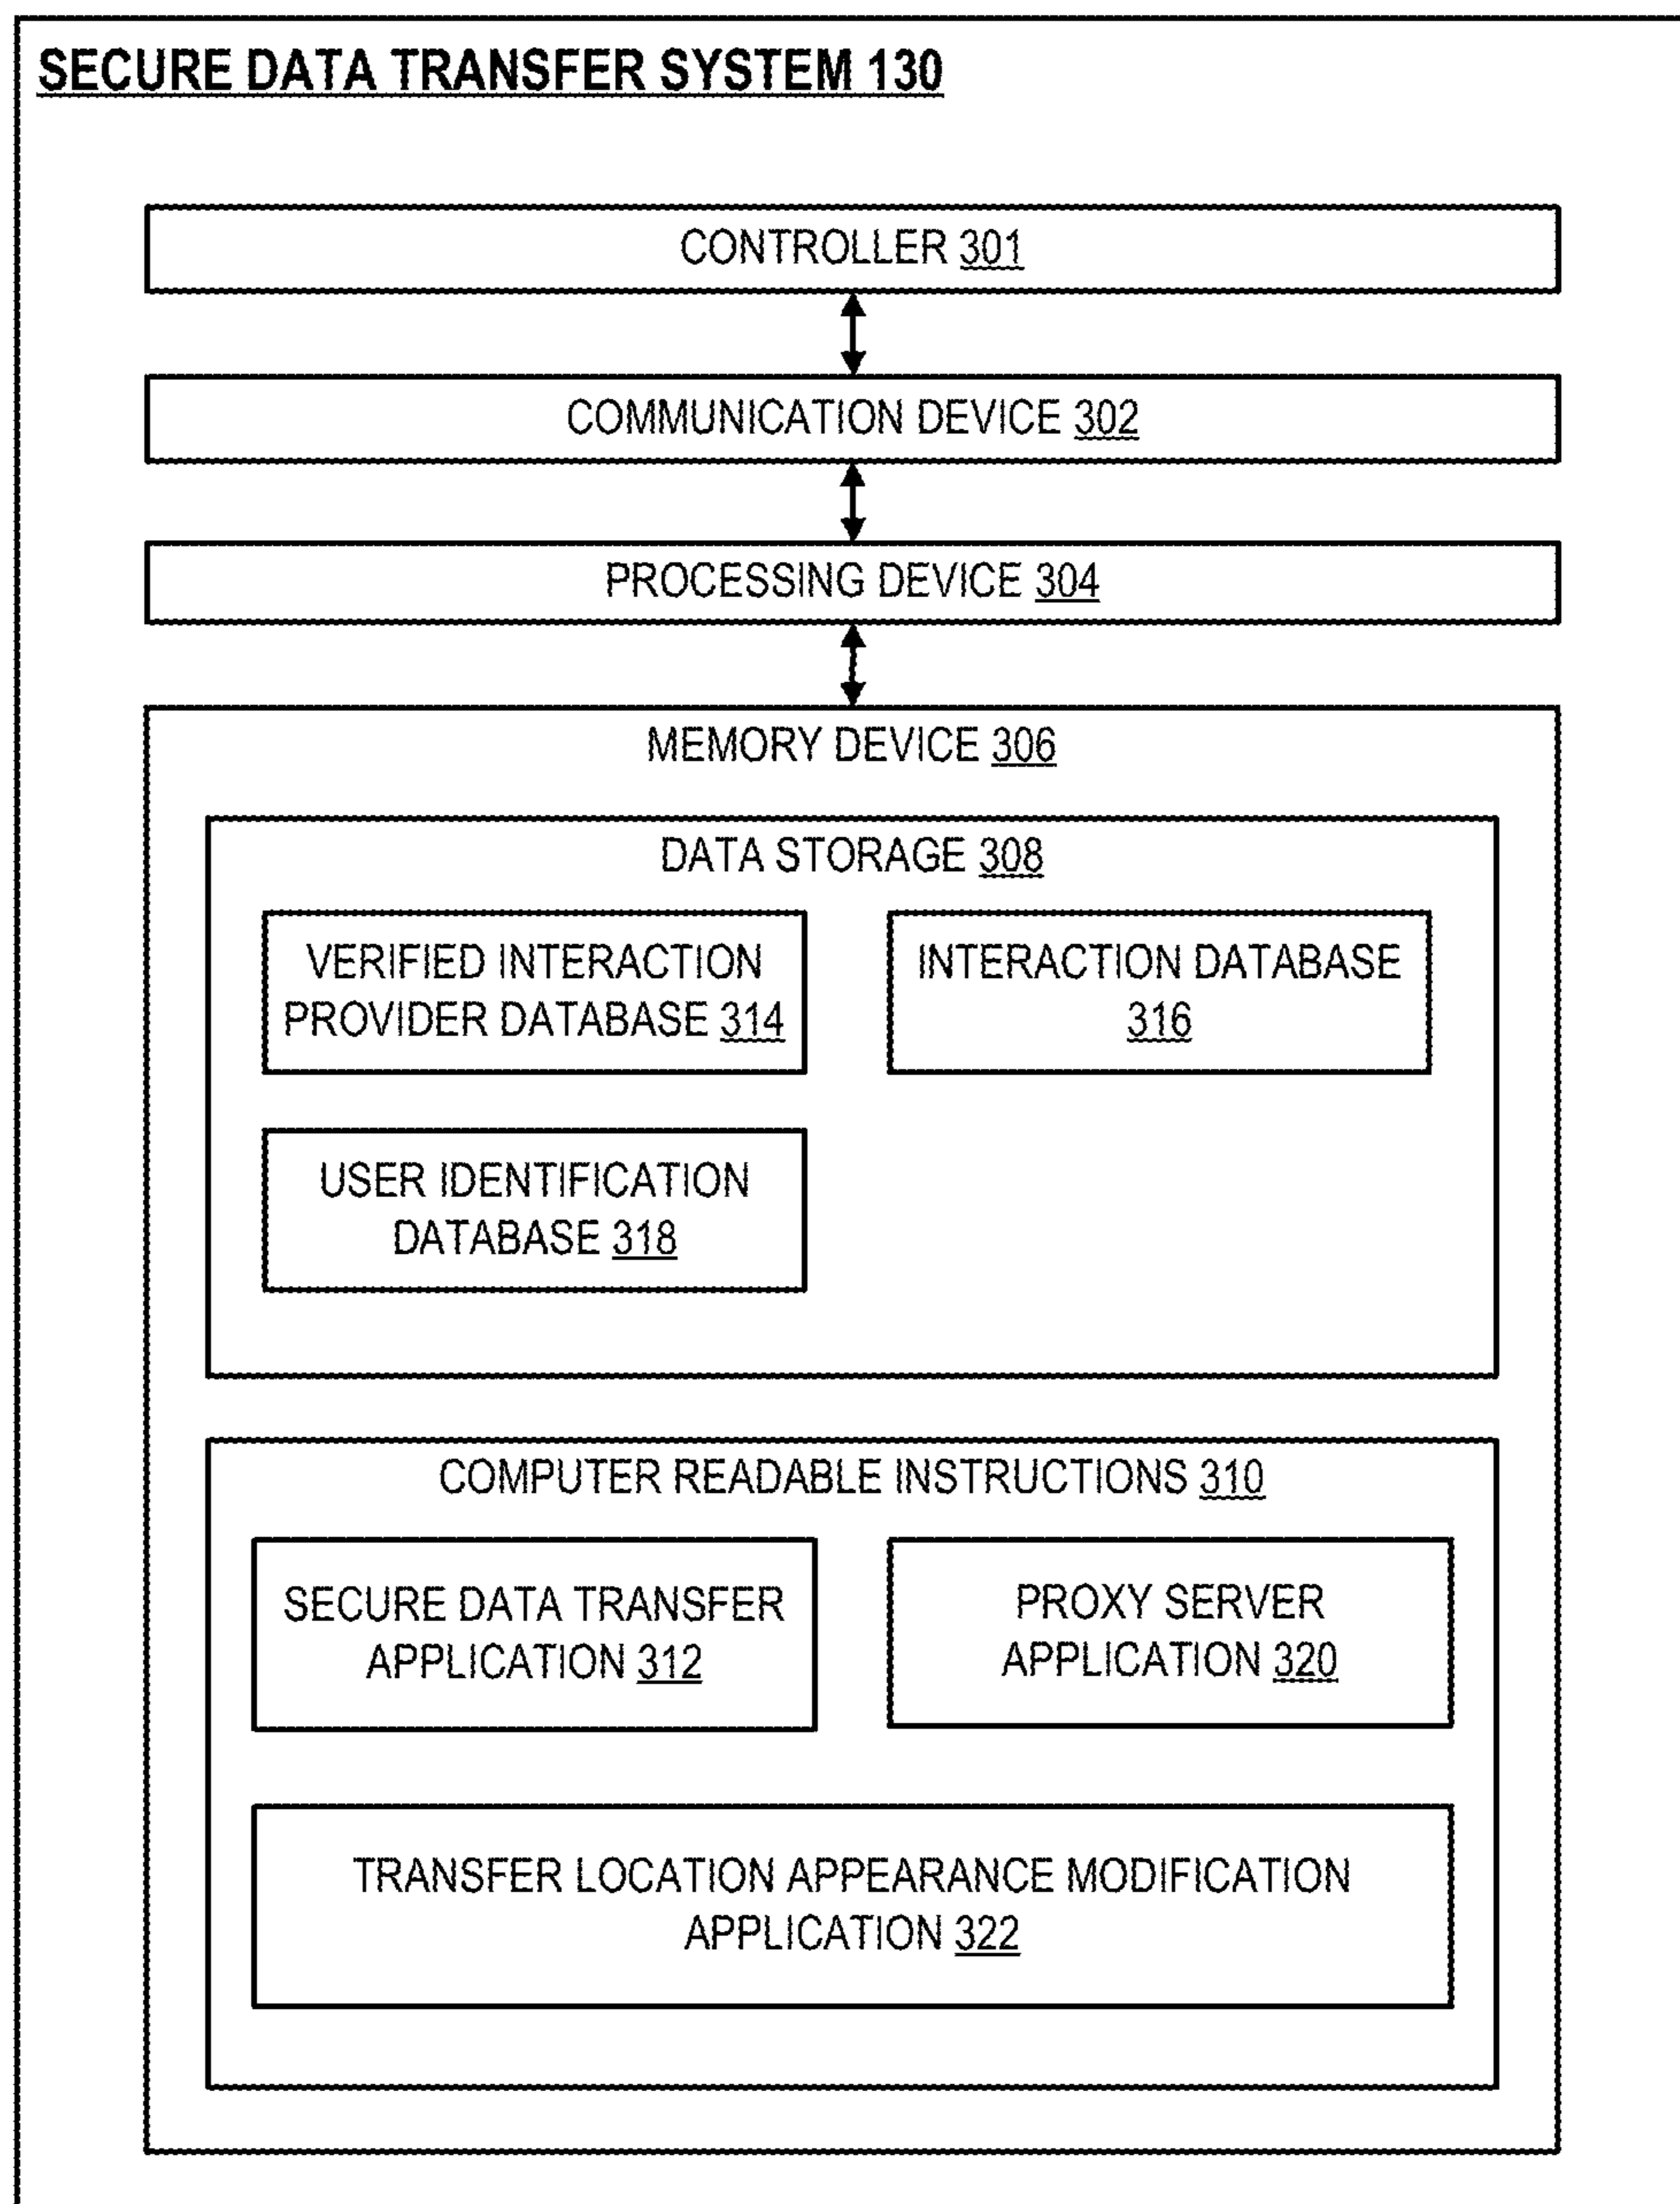 SECURE DATA TRANSFER SYSTEM 130
CONTROLLER 301
COMMUNICATION DEVICE 302
PROCESSING DEVICE 304
MEMORY DEVICE 306
DATA STORAGE 308
VERIFIED INTERACTION
PROVIDER DATABASE 314
INTERACTION DATABASE
316
USER IDENTIFICATION
DATABASE 318
COMPUTER READABLE INSTRUCTIONS 310
SECURE DATA TRANSFER
APPLICATION 312
PROXY SERVER
APPLICATION 320
TRANSFER LOCATION APPEARANCE MODIFICATION
APPLICATION 322